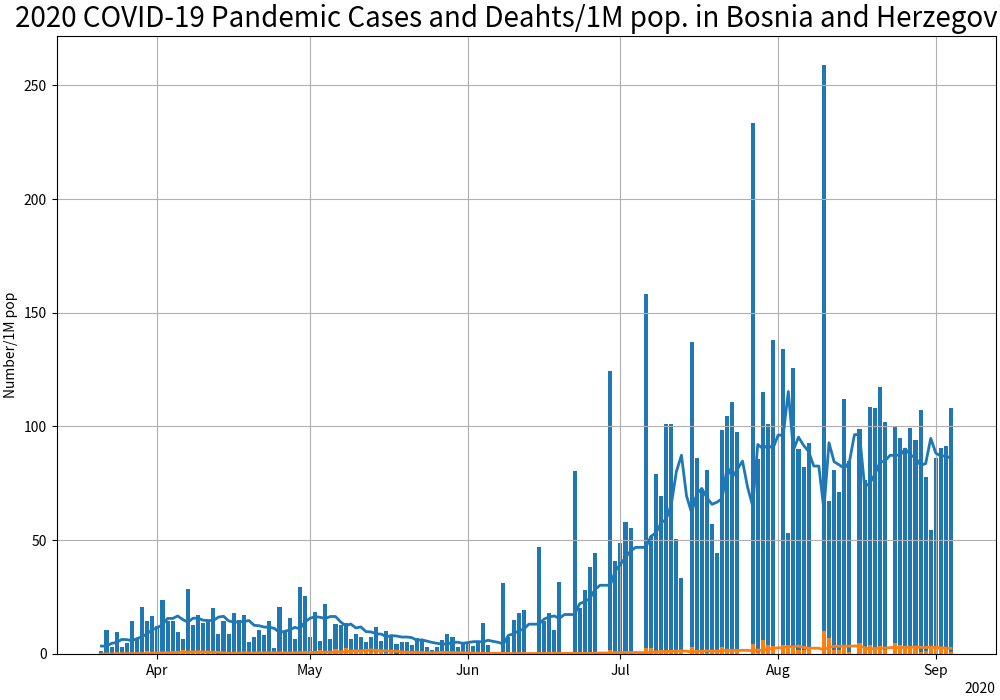 2020 COVID-19 Pandemic Cases and Deahts/1M pop. in Bosnia and Herzegov
250
200
150
100
50
0
Number/1M pop
Apr May Jun Jul Aug Sep
2020